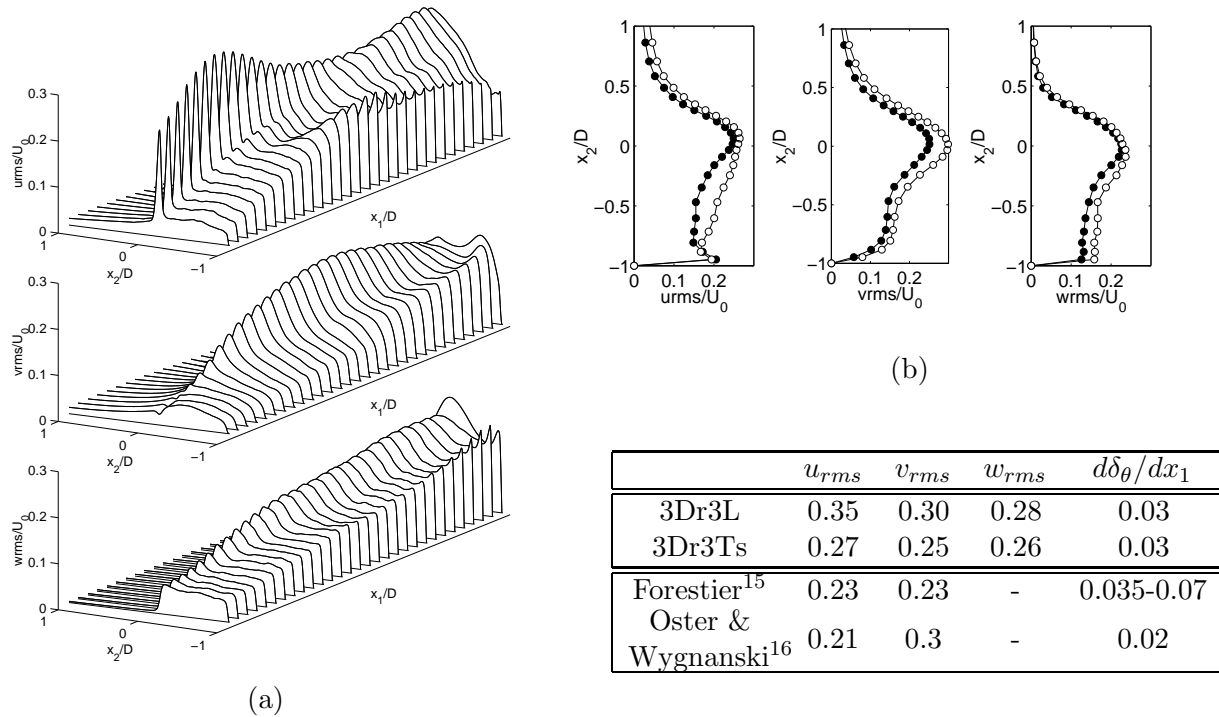 0.3
0.2
0.1
0
urms/U0
1
0
−1
x2/D
x1/D
0.3
0.2
0.1
0
vrms/U0
1
0
−1
x2/D
x1/D
0.3
0.2
0.1
0
wrms/U0
1
0
−1
x2/D
x1/D
(a)
1
0.5
0
−0.5
−1
x2/D
0 0.2
urms/U0
1
0.5
0
−0.5
−1
x2/D
0 0.2
vrms/U0
1
0.5
0
−0.5
−1
x2/D
0 0.2
wrms/U0
(b)
urms vrms wrms dδθ/dx1
3Dr3L 0.35 0.30 0.28 0.03
3Dr3Ts 0.27 0.25 0.26 0.03
Forestier15 0.23 0.23 - 0.035-0.07
Oster &
Wygnanski16 0.21 0.3 - 0.02